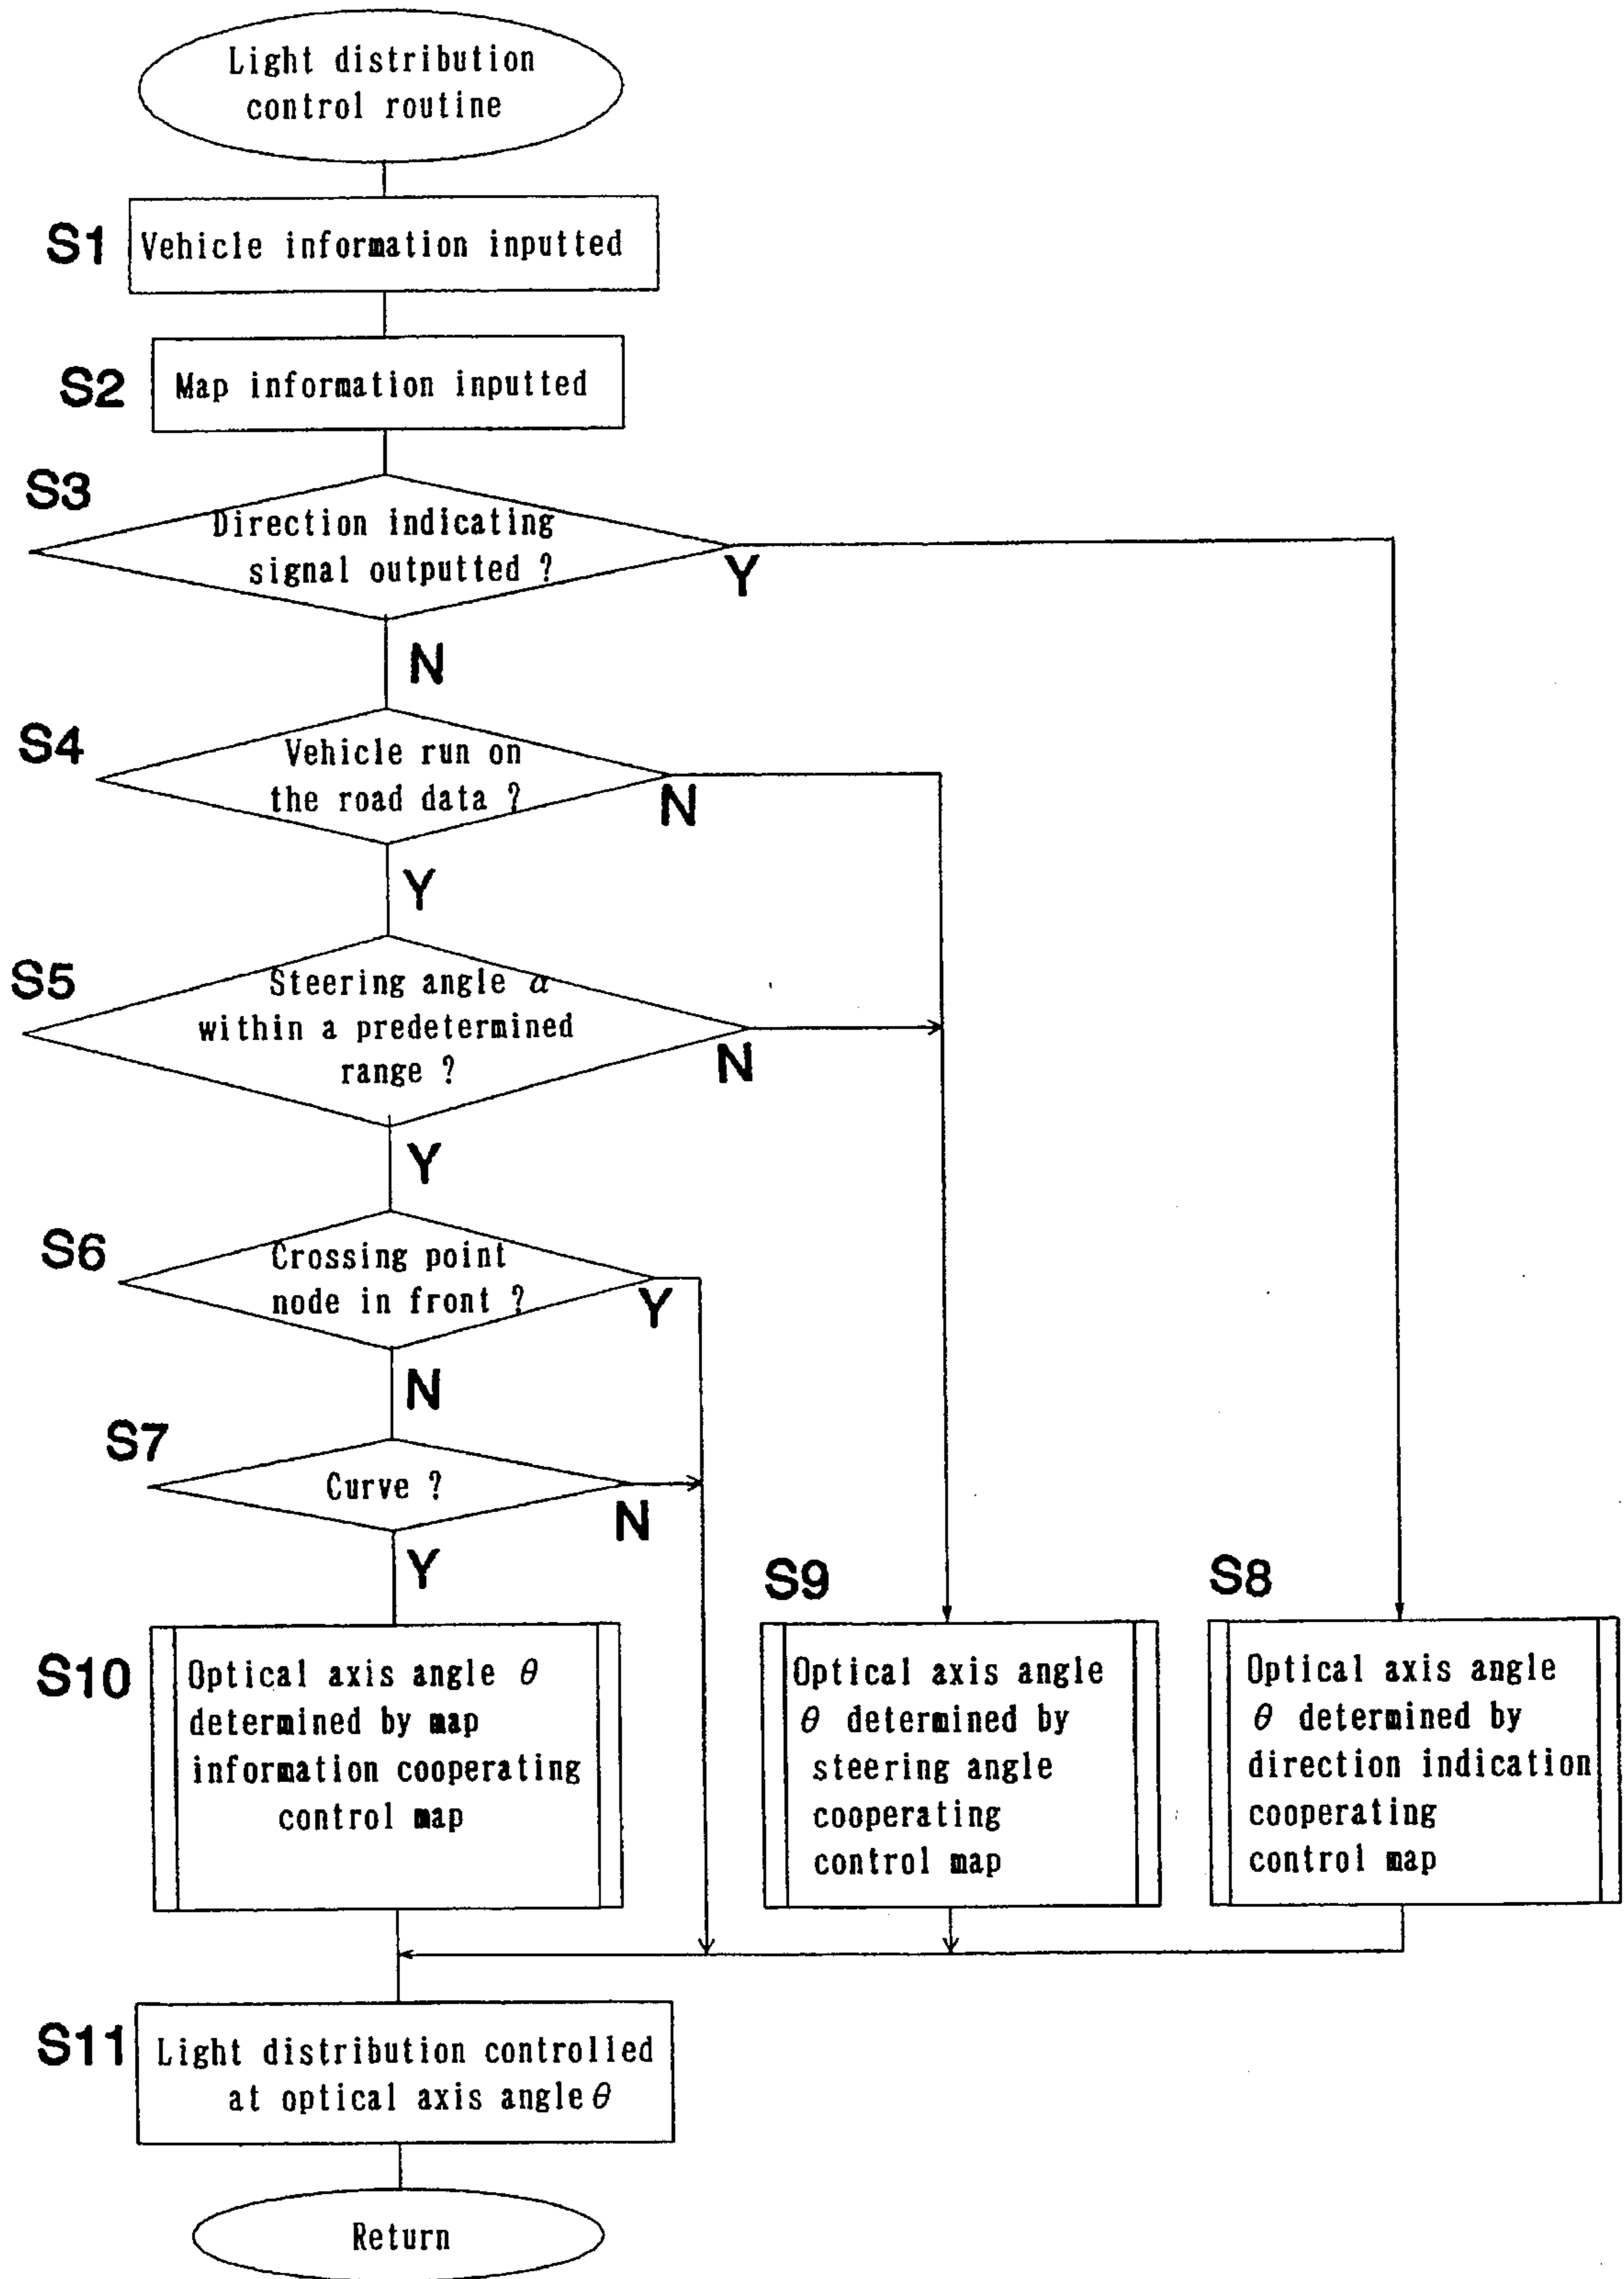 Light distribution
control routine
S1
Vehicle information inputted
S2
Map information inputted
S3
Direction indicating
signal outputted ?
Y
N
S4
Vehicle run on
the road data ?
N
Y
S5
Steering angle α
within a predetermined
range ?
N
Y
S6
Crossing point
node in front ?
Y
N
S7
Curve ?
N
Y
S10
Optical axis angle θ
determined by map
information cooperating
control map
S9
Optical axis angle
θ determined by
steering angle
cooperating
control map
S8
Optical axis angle
θ determined by
direction indication
cooperating
control map
S11
Light distribution controlled
at optical axis angle θ
Return